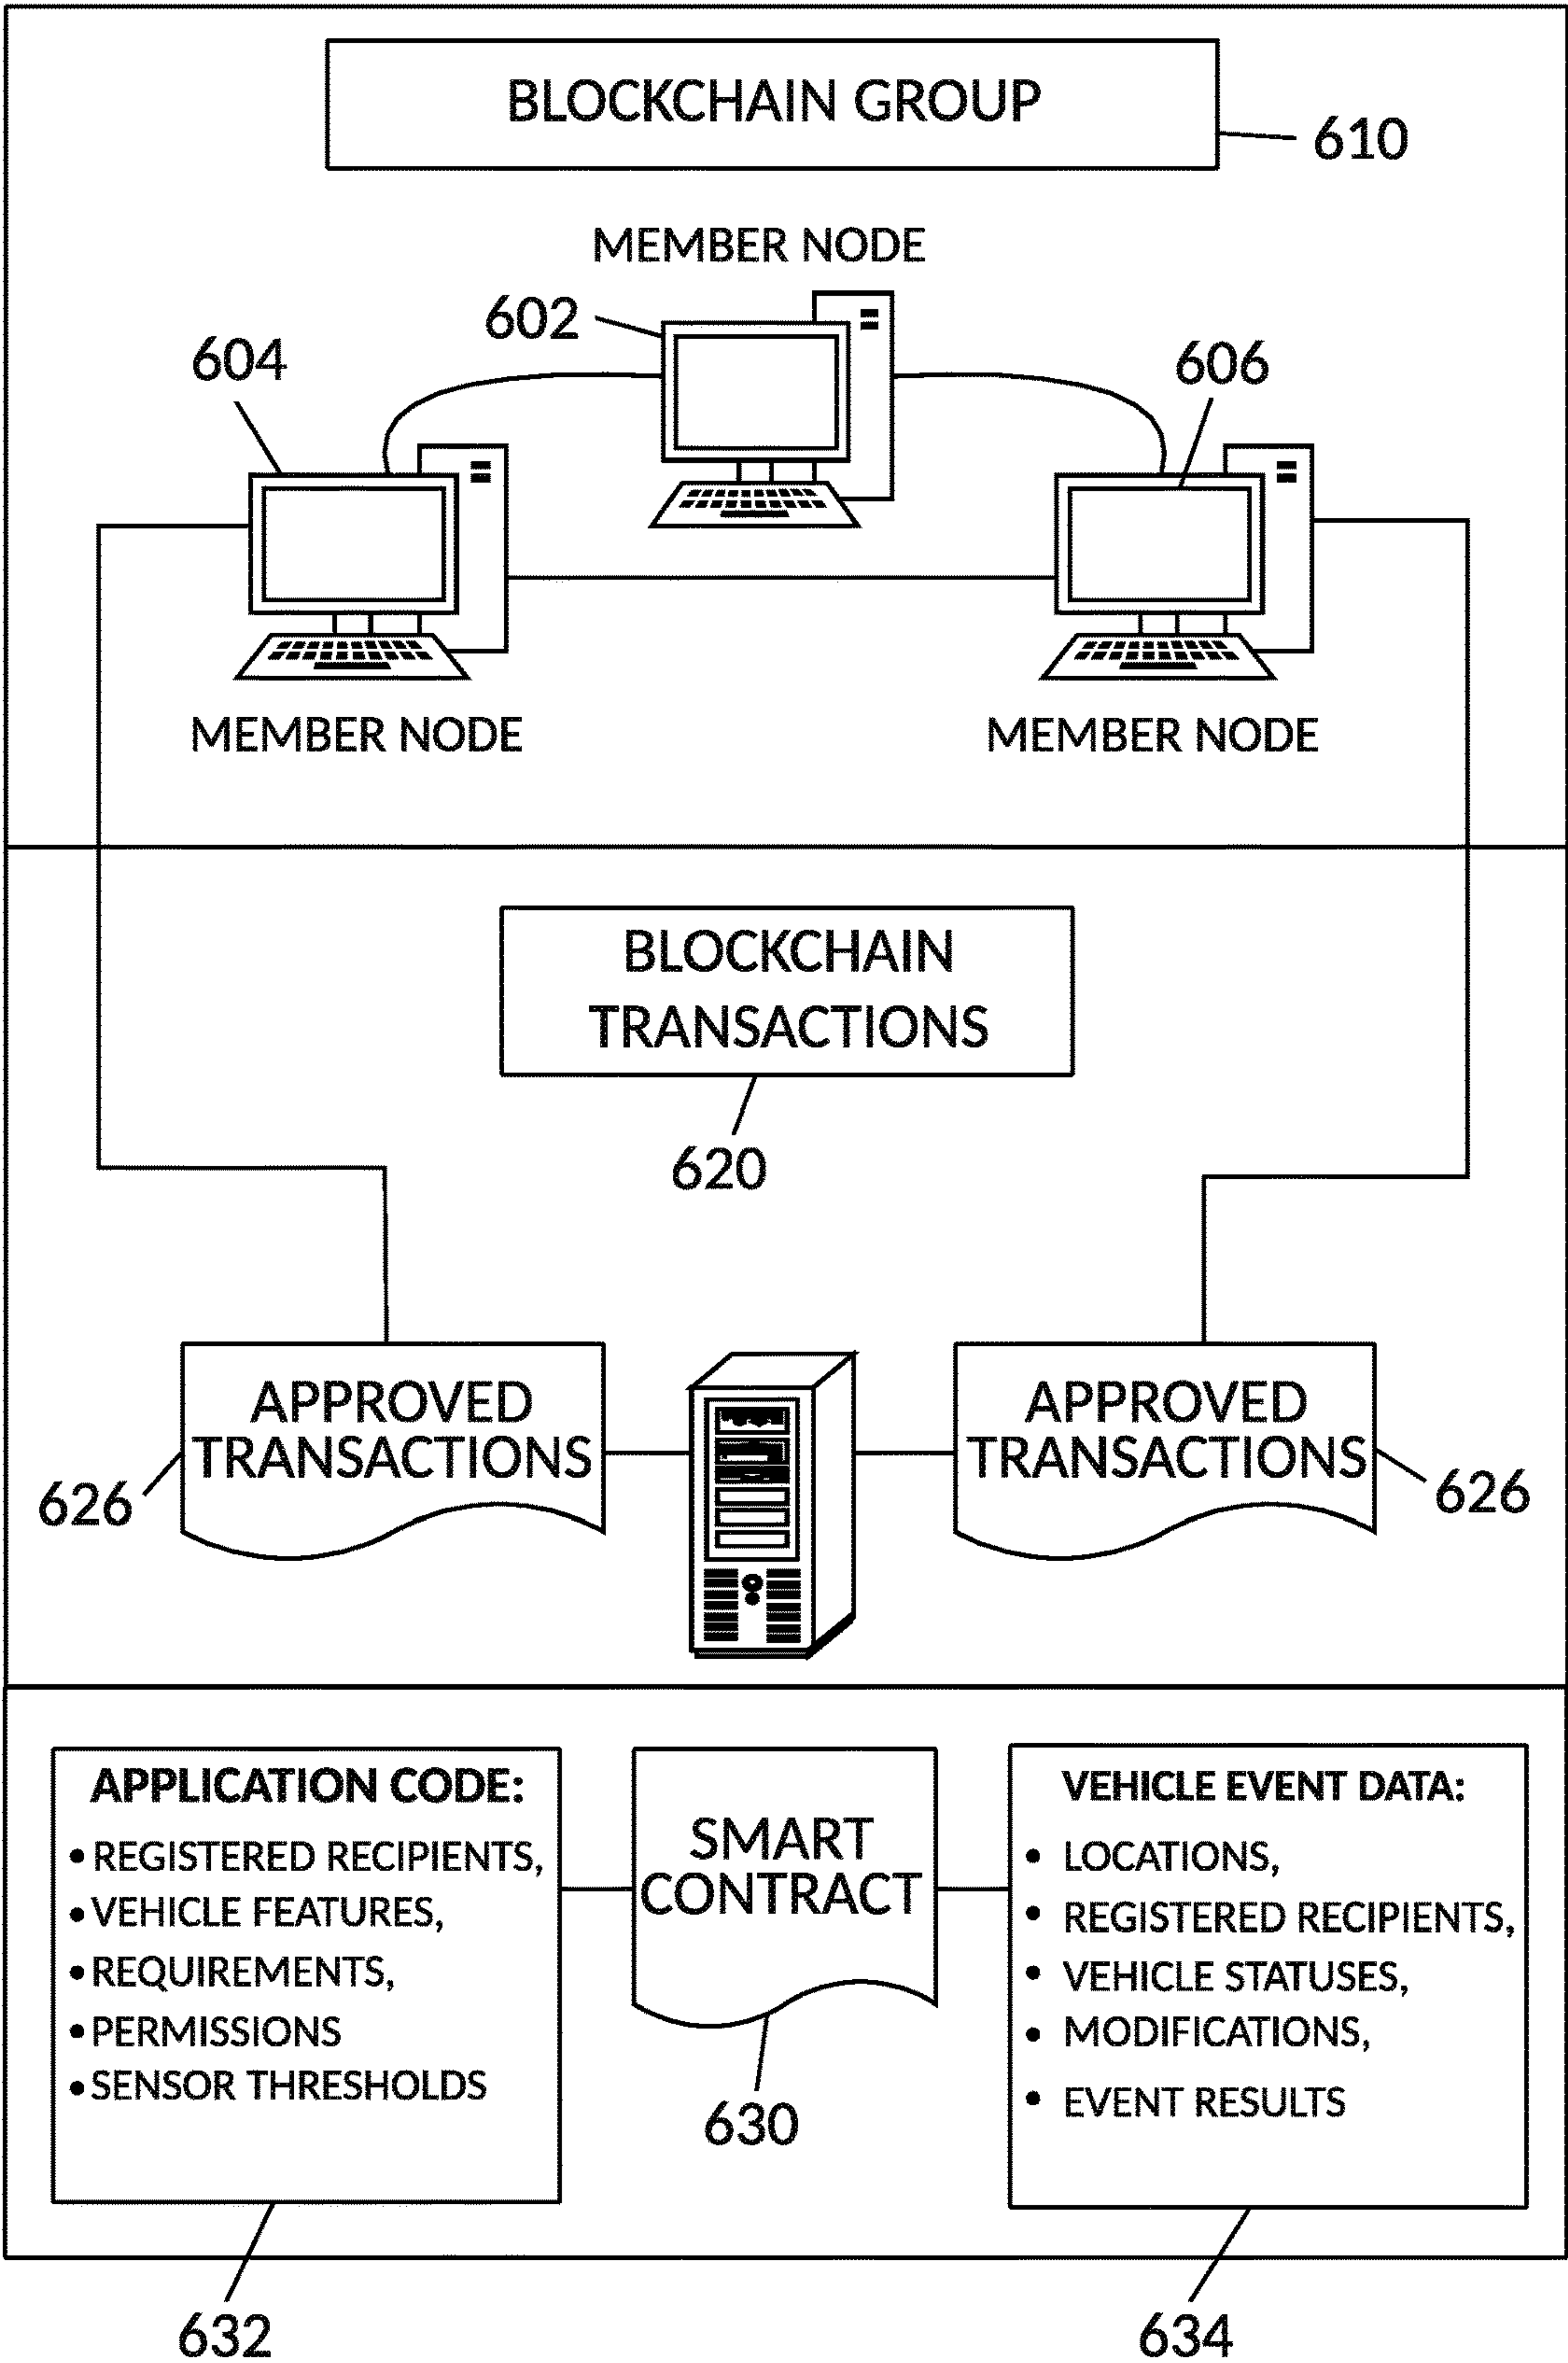 BLOCKCHAIN GROUP
610
MEMBER NODE
602
604
606
MEMBER NODE
MEMBER NODE
BLOCKCHAIN
TRANSACTIONS
620
APPROVED
TRANSACTIONS
626
APPROVED
TRANSACTIONS
626
APPLICATION CODE:
• REGISTERED RECIPIENTS,
• VEHICLE FEATURES,
• REQUIREMENTS,
• PERMISSIONS
• SENSOR THRESHOLDS
632
SMART
CONTRACT
630
VEHICLE EVENT DATA:
• LOCATIONS,
• REGISTERED RECIPIENTS,
• VEHICLE STATUSES,
• MODIFICATIONS,
• EVENT RESULTS
634